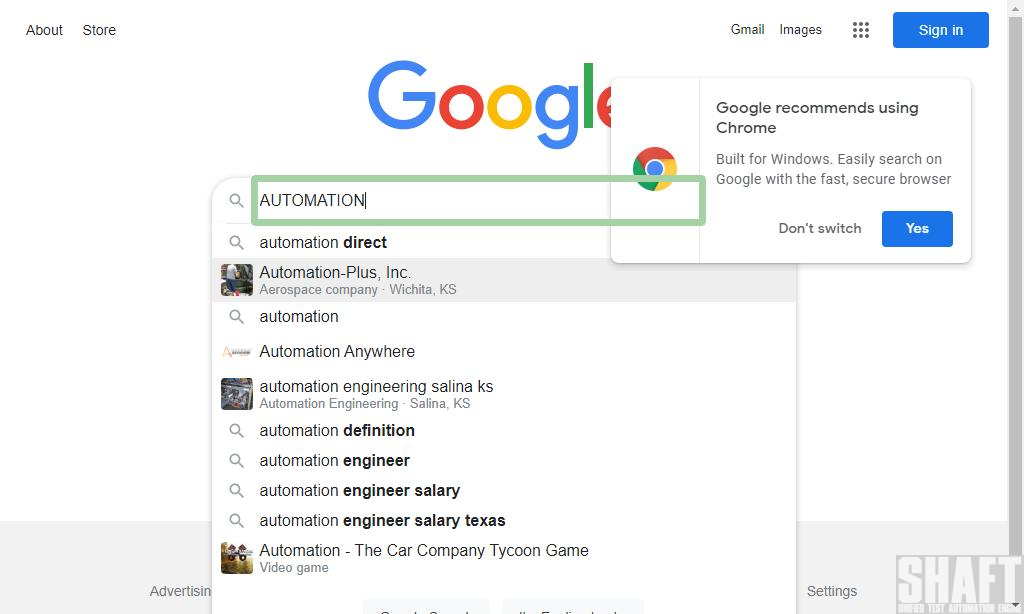 About Store Gmail Images Sign in
Google
Google recommends using
Chrome
Built for Windows. Easily search on
Google with the fast, secure browser
Don't switch Yes
AUTOMATION
automation direct
Automation-Plus, Inc.
Aerospace company · Wichita, KS
automation
Automation Anywhere
automation engineering salina ks
Automation Engineering · Salina, KS
automation definition
automation engineer
automation engineer salary
automation engineer salary texas
Automation - The Car Company Tycoon Game
Video game
Advertisin Settings
SHAFT
UNIFIED TEST AUTOMATION